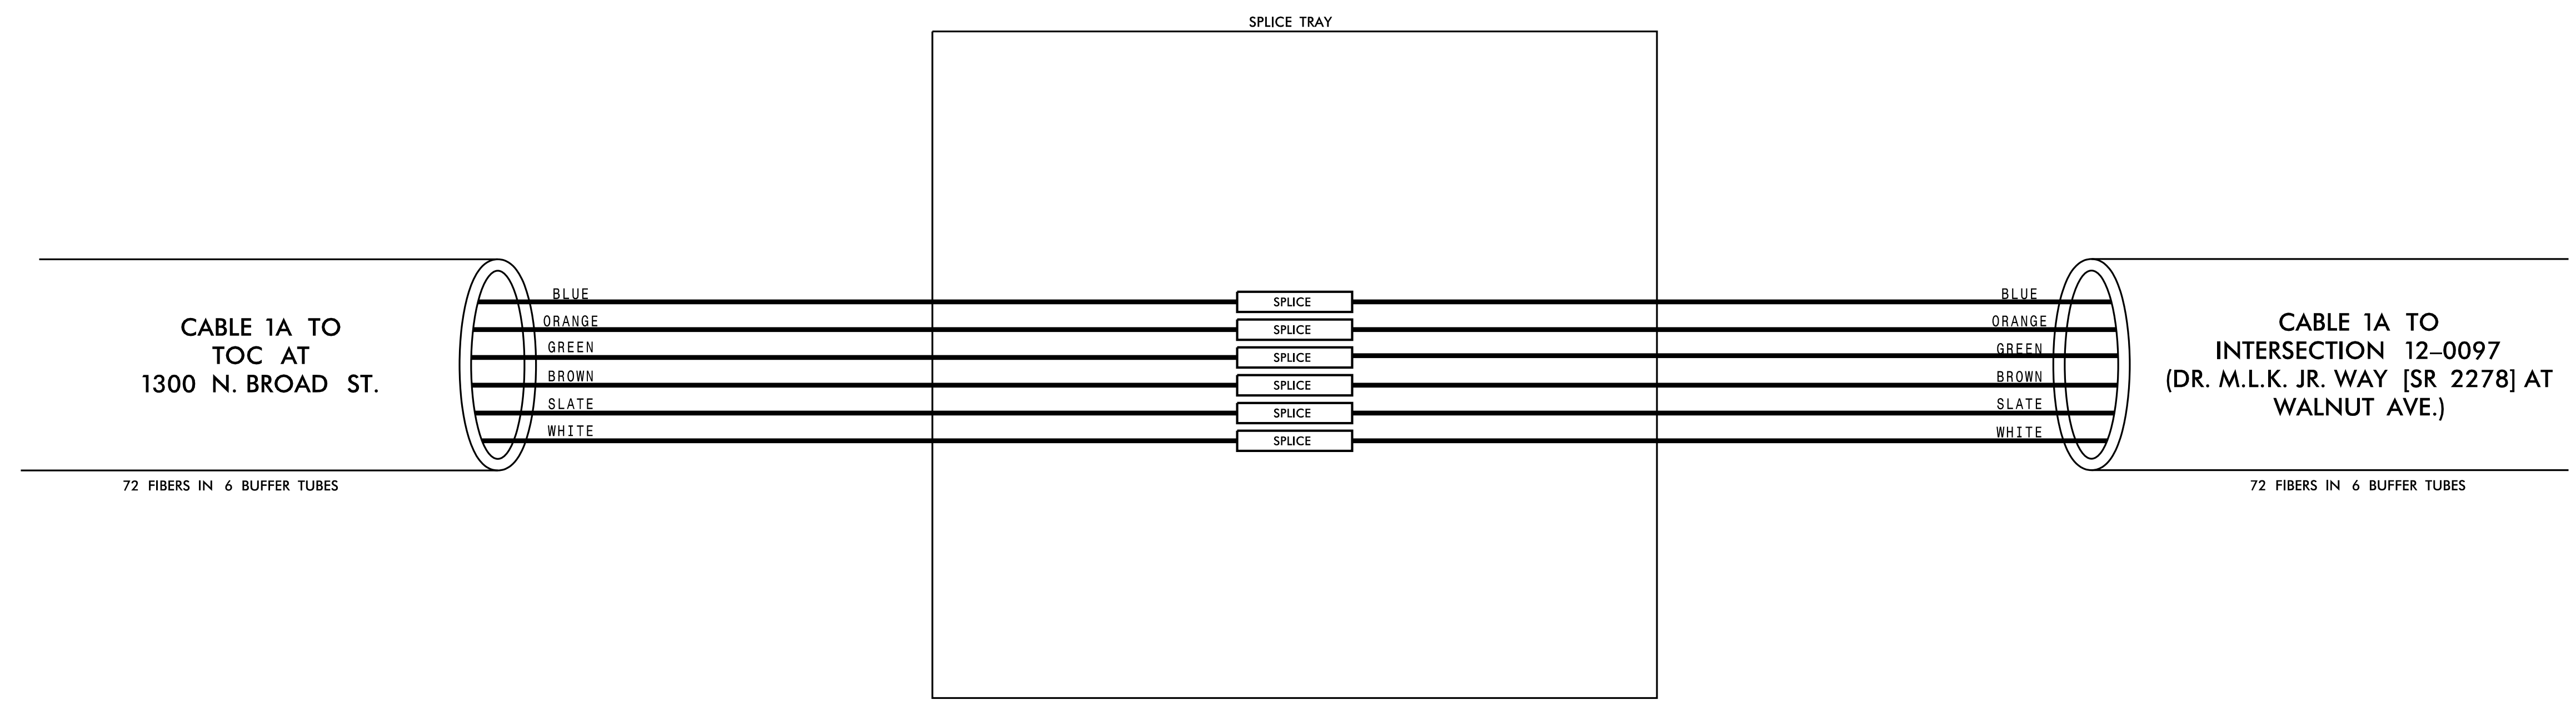 SPLICE TRAY
CABLE 1A TO
TOC AT
1300 N. BROAD ST.
72 FIBERS IN 6 BUFFER TUBES
BLUE
ORANGE
GREEN
BROWN
SLATE
WHITE
SPLICE
SPLICE
SPLICE
SPLICE
SPLICE
SPLICE
BLUE
ORANGE
GREEN
BROWN
SLATE
WHITE
CABLE 1A TO
INTERSECTION 12–0097
(DR. M.L.K. JR. WAY [SR 2278] AT
WALNUT AVE.)
72 FIBERS IN 6 BUFFER TUBES